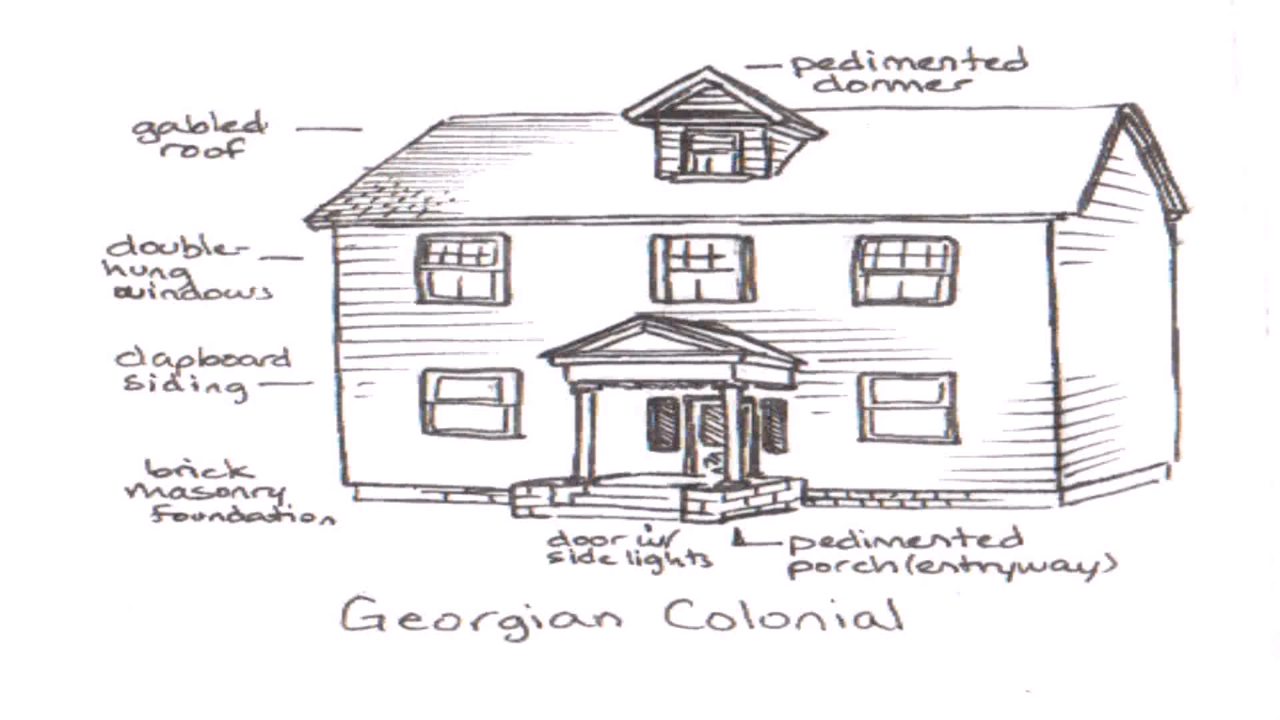 pedimented
dormer
gabled
roof
double-
hung
windows
clapboard
siding
brick
masonry
foundation
door w/
side lights
pedimented
porch(entryway)
Georgian Colonial